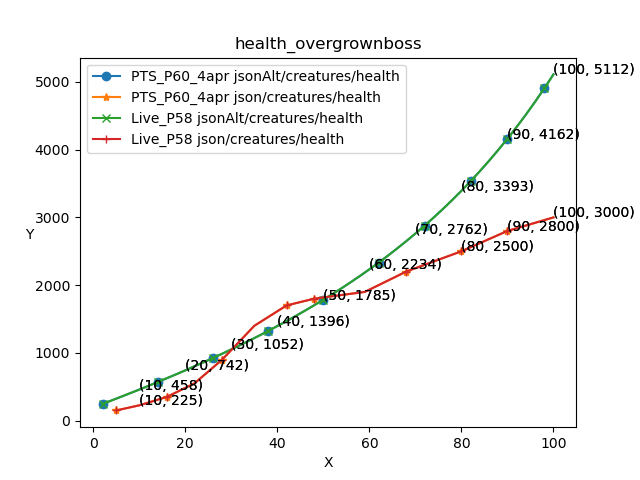 health_overgrownboss
PTS_P60_4apr jsonAlt/creatures/health
PTS_P60_4apr json/creatures/health
Live_P58 jsonAlt/creatures/health
Live_P58 json/creatures/health
5000
4000
3000
2000
1000
0
Y
(100, 5112)
(90, 4162)
(80, 3393)
(100, 3000)
(90, 2800)
(70, 2762)
(80, 2500)
(60, 2234)
(50, 1785)
(40, 1396)
(30, 1052)
(20, 742)
(10, 458)
(10, 225)
0 20 40 60 80 100
X